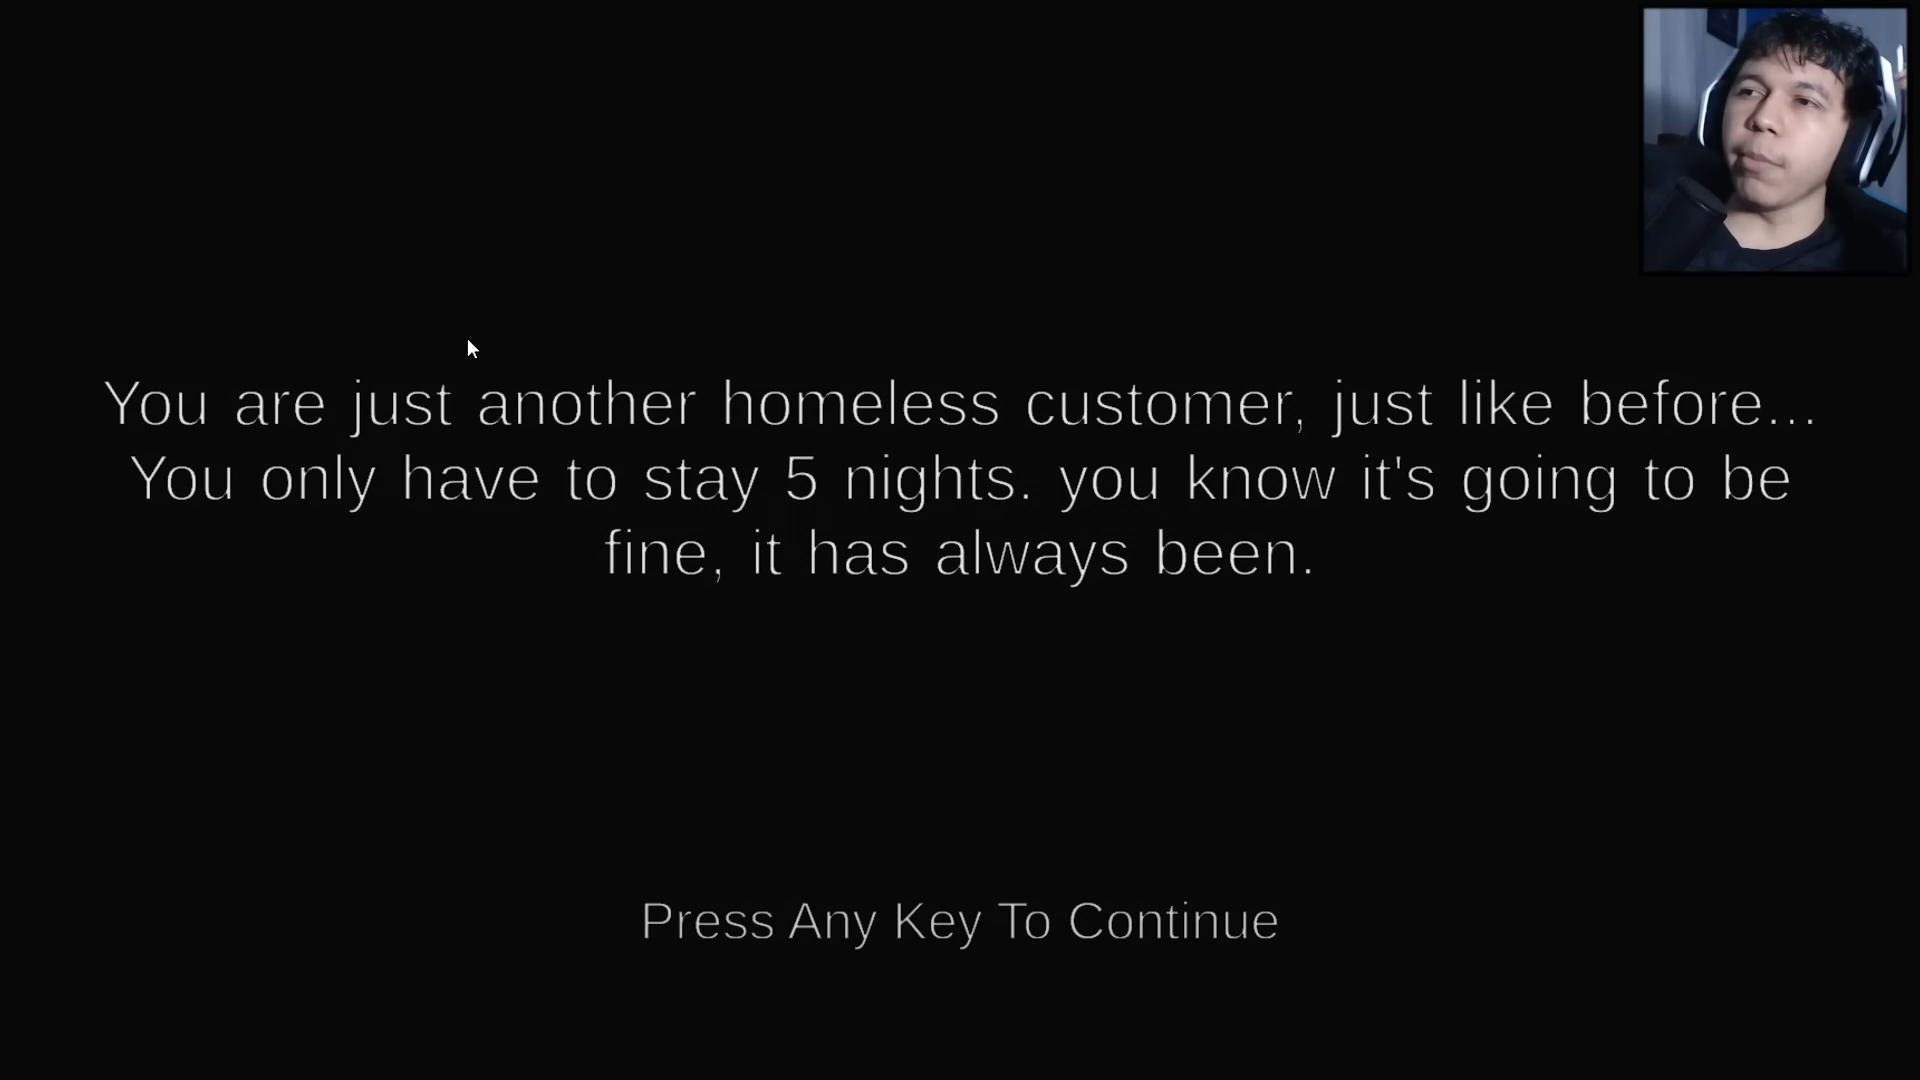 You are just another homeless customer, just like before...
You only have to stay 5 nights. you know it's going to be
fine, it has always been.
Press Any Key To Continue